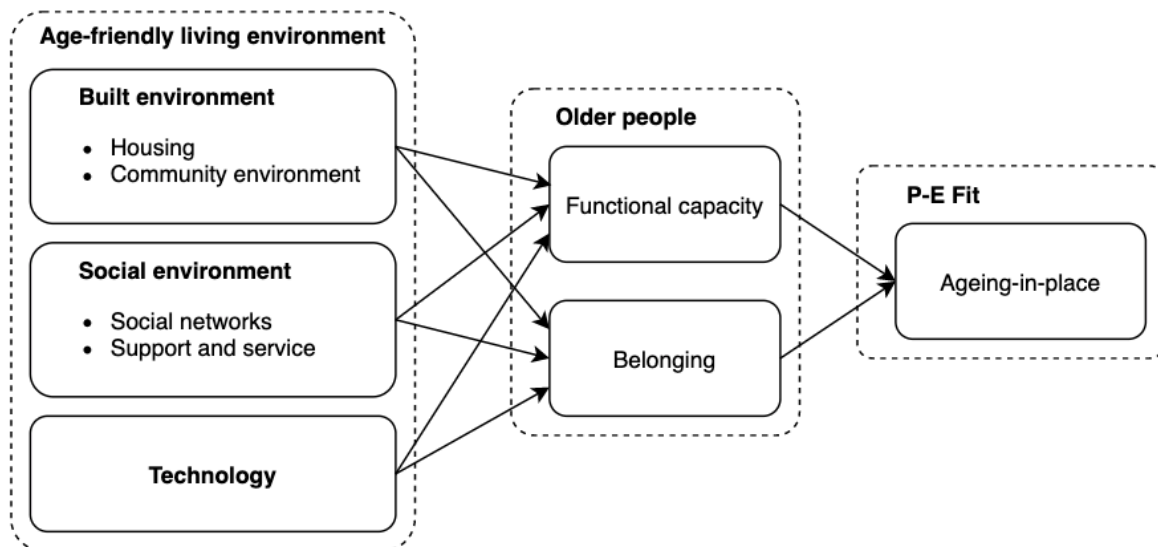 Age-friendly living environment
Built environment
• Housing
• Community environment
Social environment
• Social networks
• Support and service
Technology
Older people
Functional capacity
Belonging
P-E Fit
Ageing-in-place